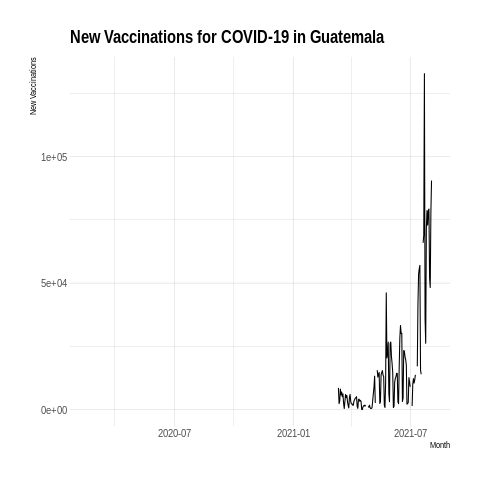 New Vaccinations for COVID-19 in Guatemala
New Vaccinations
1e+05
5e+04
0e+00
2020-07
2021-01
2021-07
Month